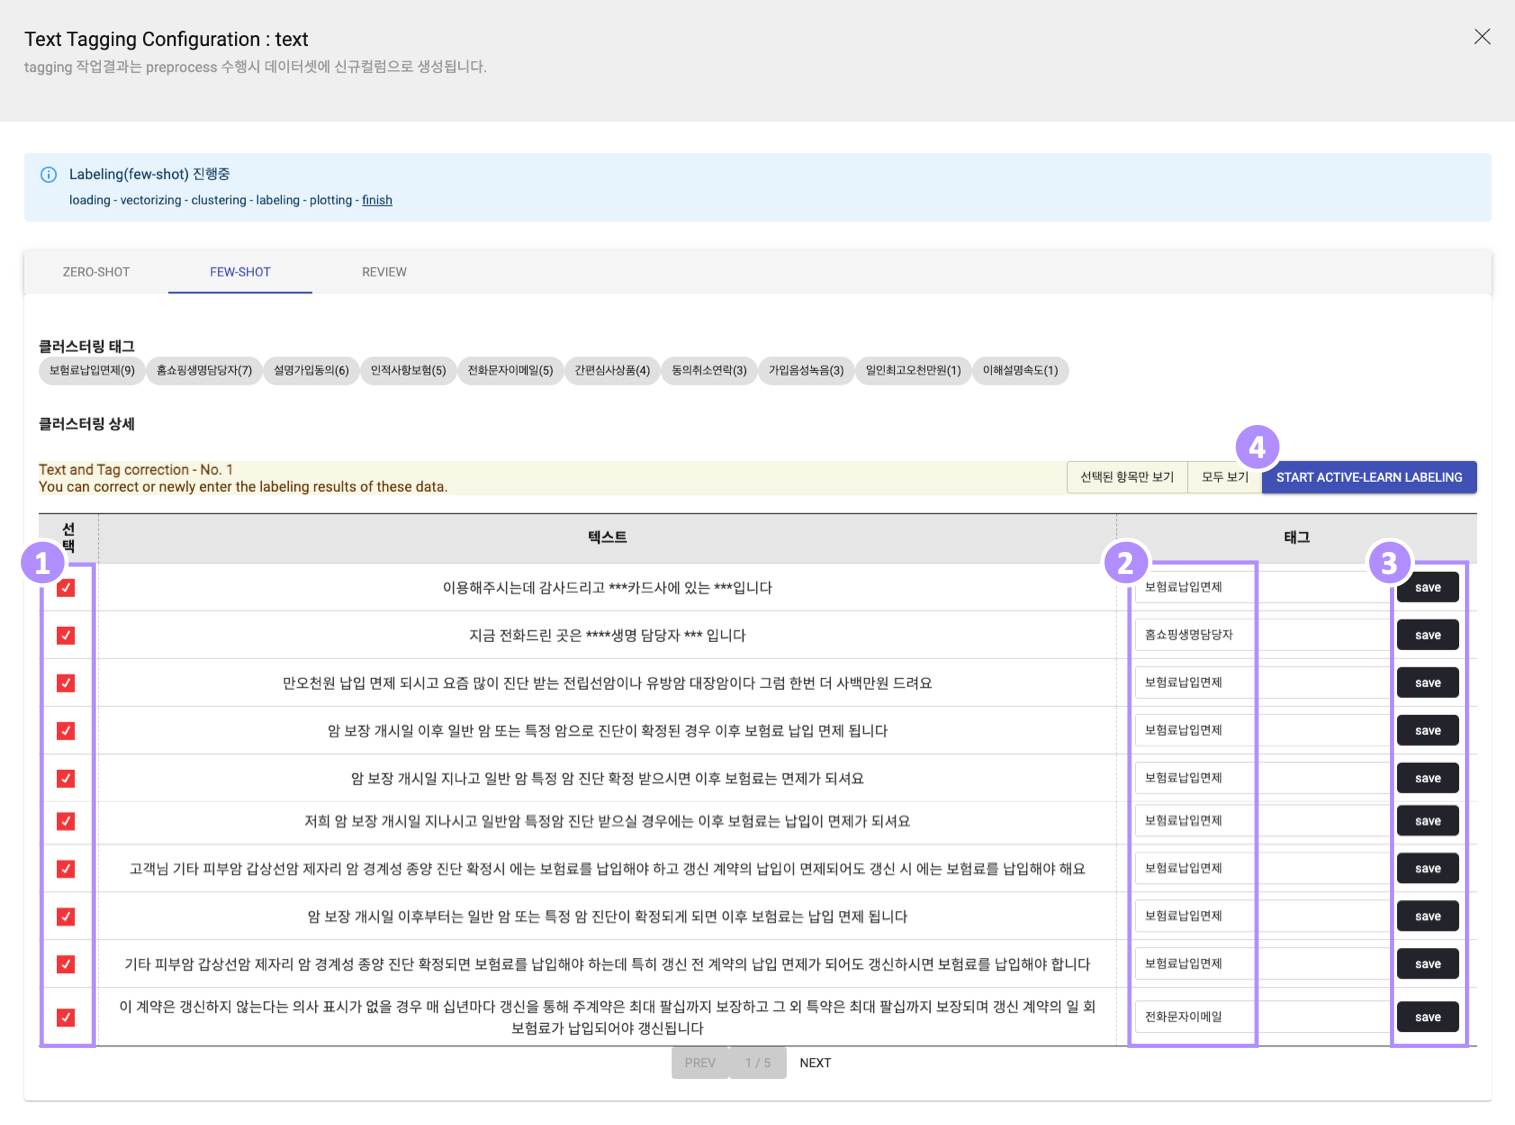 Text Tagging Configuration : text
tagging 작업결과는 preprocess 수행시 데이터셋에 신규컬럼으로 생성됩니다.
Labeling(few-shot) 진행중
loading - vectorizing - clustering - labeling - plotting - finish
ZERO-SHOT FEW-SHOT REVIEW
클러스터링 태그
보험료납입면제(9) 홈쇼핑생명담당자(7) 설명가입동의(6) 인적사항보험(5) 전화문자이메일(5) 간편심사상품(4) 동의취소연락(3) 가입음성녹음(3) 일인최고오천만원(1) 이해설명속도(1)
클러스터링 상세
4
Text and Tag correction - No. 1
You can correct or newly enter the labeling results of these data.
선택된 항목만 보기 모두 보기 START ACTIVE-LEARN LABELING
선택 텍스트 태그
1 2 3
이용해주시는데 감사드리고 ***카드사에 있는 ***입니다 보험료납입면제 save
지금 전화드린 곳은 ****생명 담당자 *** 입니다 홈쇼핑생명담당자 save
만오천원 납입 면제 되시고 요즘 많이 진단 받는 전립선암이나 유방암 대장암이다 그럼 한번 더 사백만원 드려요 보험료납입면제 save
암 보장 개시일 이후 일반 암 또는 특정 암으로 진단이 확정된 경우 이후 보험료 납입 면제 됩니다 보험료납입면제 save
암 보장 개시일 지나고 일반 암 특정 암 진단 확정 받으시면 이후 보험료는 면제가 되셔요 보험료납입면제 save
저희 암 보장 개시일 지나시고 일반암 특정암 진단 받으실 경우에는 이후 보험료는 납입이 면제가 되셔요 보험료납입면제 save
고객님 기타 피부암 갑상선암 제자리 암 경계성 종양 진단 확정시 에는 보험료를 납입해야 하고 갱신 계약의 납입이 면제되어도 갱신 시 에는 보험료를 납입해야 해요 보험료납입면제 save
암 보장 개시일 이후부터는 일반 암 또는 특정 암 진단이 확정되게 되면 이후 보험료는 납입 면제 됩니다 보험료납입면제 save
기타 피부암 갑상선암 제자리 암 경계성 종양 진단 확정되면 보험료를 납입해야 하는데 특히 갱신 전 계약의 납입 면제가 되어도 갱신하시면 보험료를 납입해야 합니다 보험료납입면제 save
이 계약은 갱신하지 않는다는 의사 표시가 없을 경우 매 십년마다 갱신을 통해 주계약은 최대 팔십까지 보장하고 그 외 특약은 최대 팔십까지 보장되며 갱신 계약의 일 회
보험료가 납입되어야 갱신됩니다 전화문자이메일 save
PREV 1 / 5 NEXT